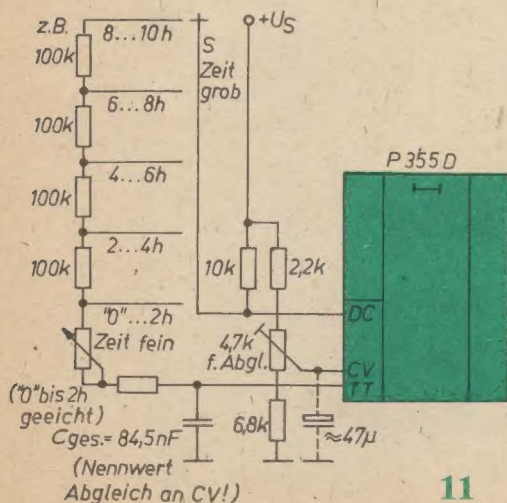 z.B.
100k
8...10h
100k
6...8h
100k
4...6h
100k
2...4h
"0"...2h
Zeit fein
("0" bis 2h
geeicht)
Cges.= 84,5nF
(Nennwert
Abgleich an CV!)
S
Zeit
grob
+US
10k
2,2k
4,7k
f. Abgl.
6,8k
≈47μ
P 355 D
DC
CV
TT
11